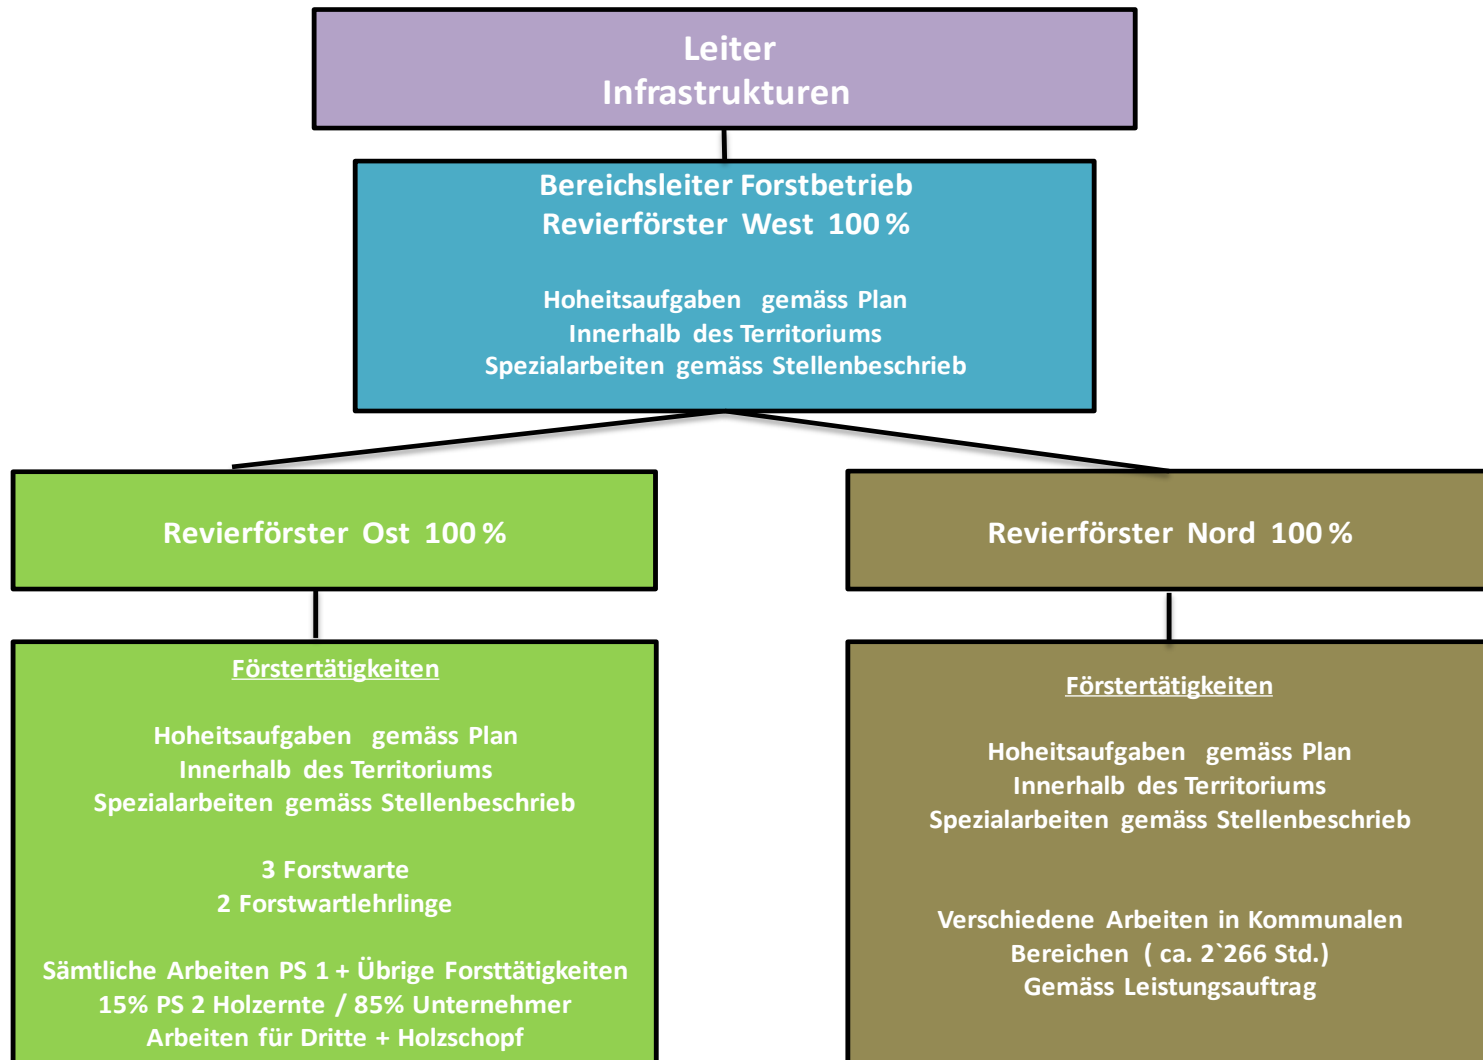 Leiter
Infrastrukturen
Bereichsleiter Forstbetrieb
Revierförster West 100 %
Hoheitsaufgaben gemäss Plan
Innerhalb des Territoriums
Spezialarbeiten gemäss Stellenbeschrieb
Revierförster Ost 100 %
Revierförster Nord 100 %
Förstertätigkeiten
Hoheitsaufgaben gemäss Plan
Innerhalb des Territoriums
Spezialarbeiten gemäss Stellenbeschrieb
3 Forstwarte
2 Forstwartlehrlinge
Sämtliche Arbeiten PS 1 + Übrige Forsttätigkeiten
15% PS 2 Holzernte / 85% Unternehmer
Arbeiten für Dritte + Holzschopf
Förstertätigkeiten
Hoheitsaufgaben gemäss Plan
Innerhalb des Territoriums
Spezialarbeiten gemäss Stellenbeschrieb
Verschiedene Arbeiten in Kommunalen
Bereichen ( ca. 2`266 Std.)
Gemäss Leistungsauftrag